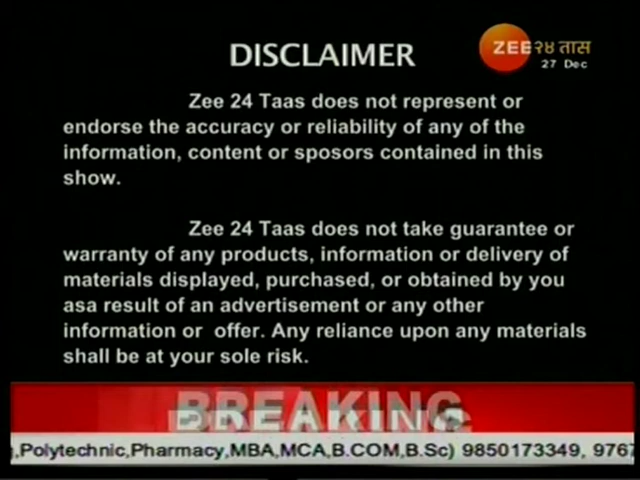 DISCLAIMER
ZEE २४ तास
27 Dec
Zee 24 Taas does not represent or
endorse the accuracy or reliability of any of the
information, content or sposors contained in this
show.
Zee 24 Taas does not take guarantee or
warranty of any products, information or delivery of
materials displayed, purchased, or obtained by you
asa result of an advertisement or any other
information or offer. Any reliance upon any materials
shall be at your sole risk.
BREAKING
,Polytechnic,Pharmacy,MBA,MCA,B.COM,B.Sc) 9850173349, 9767